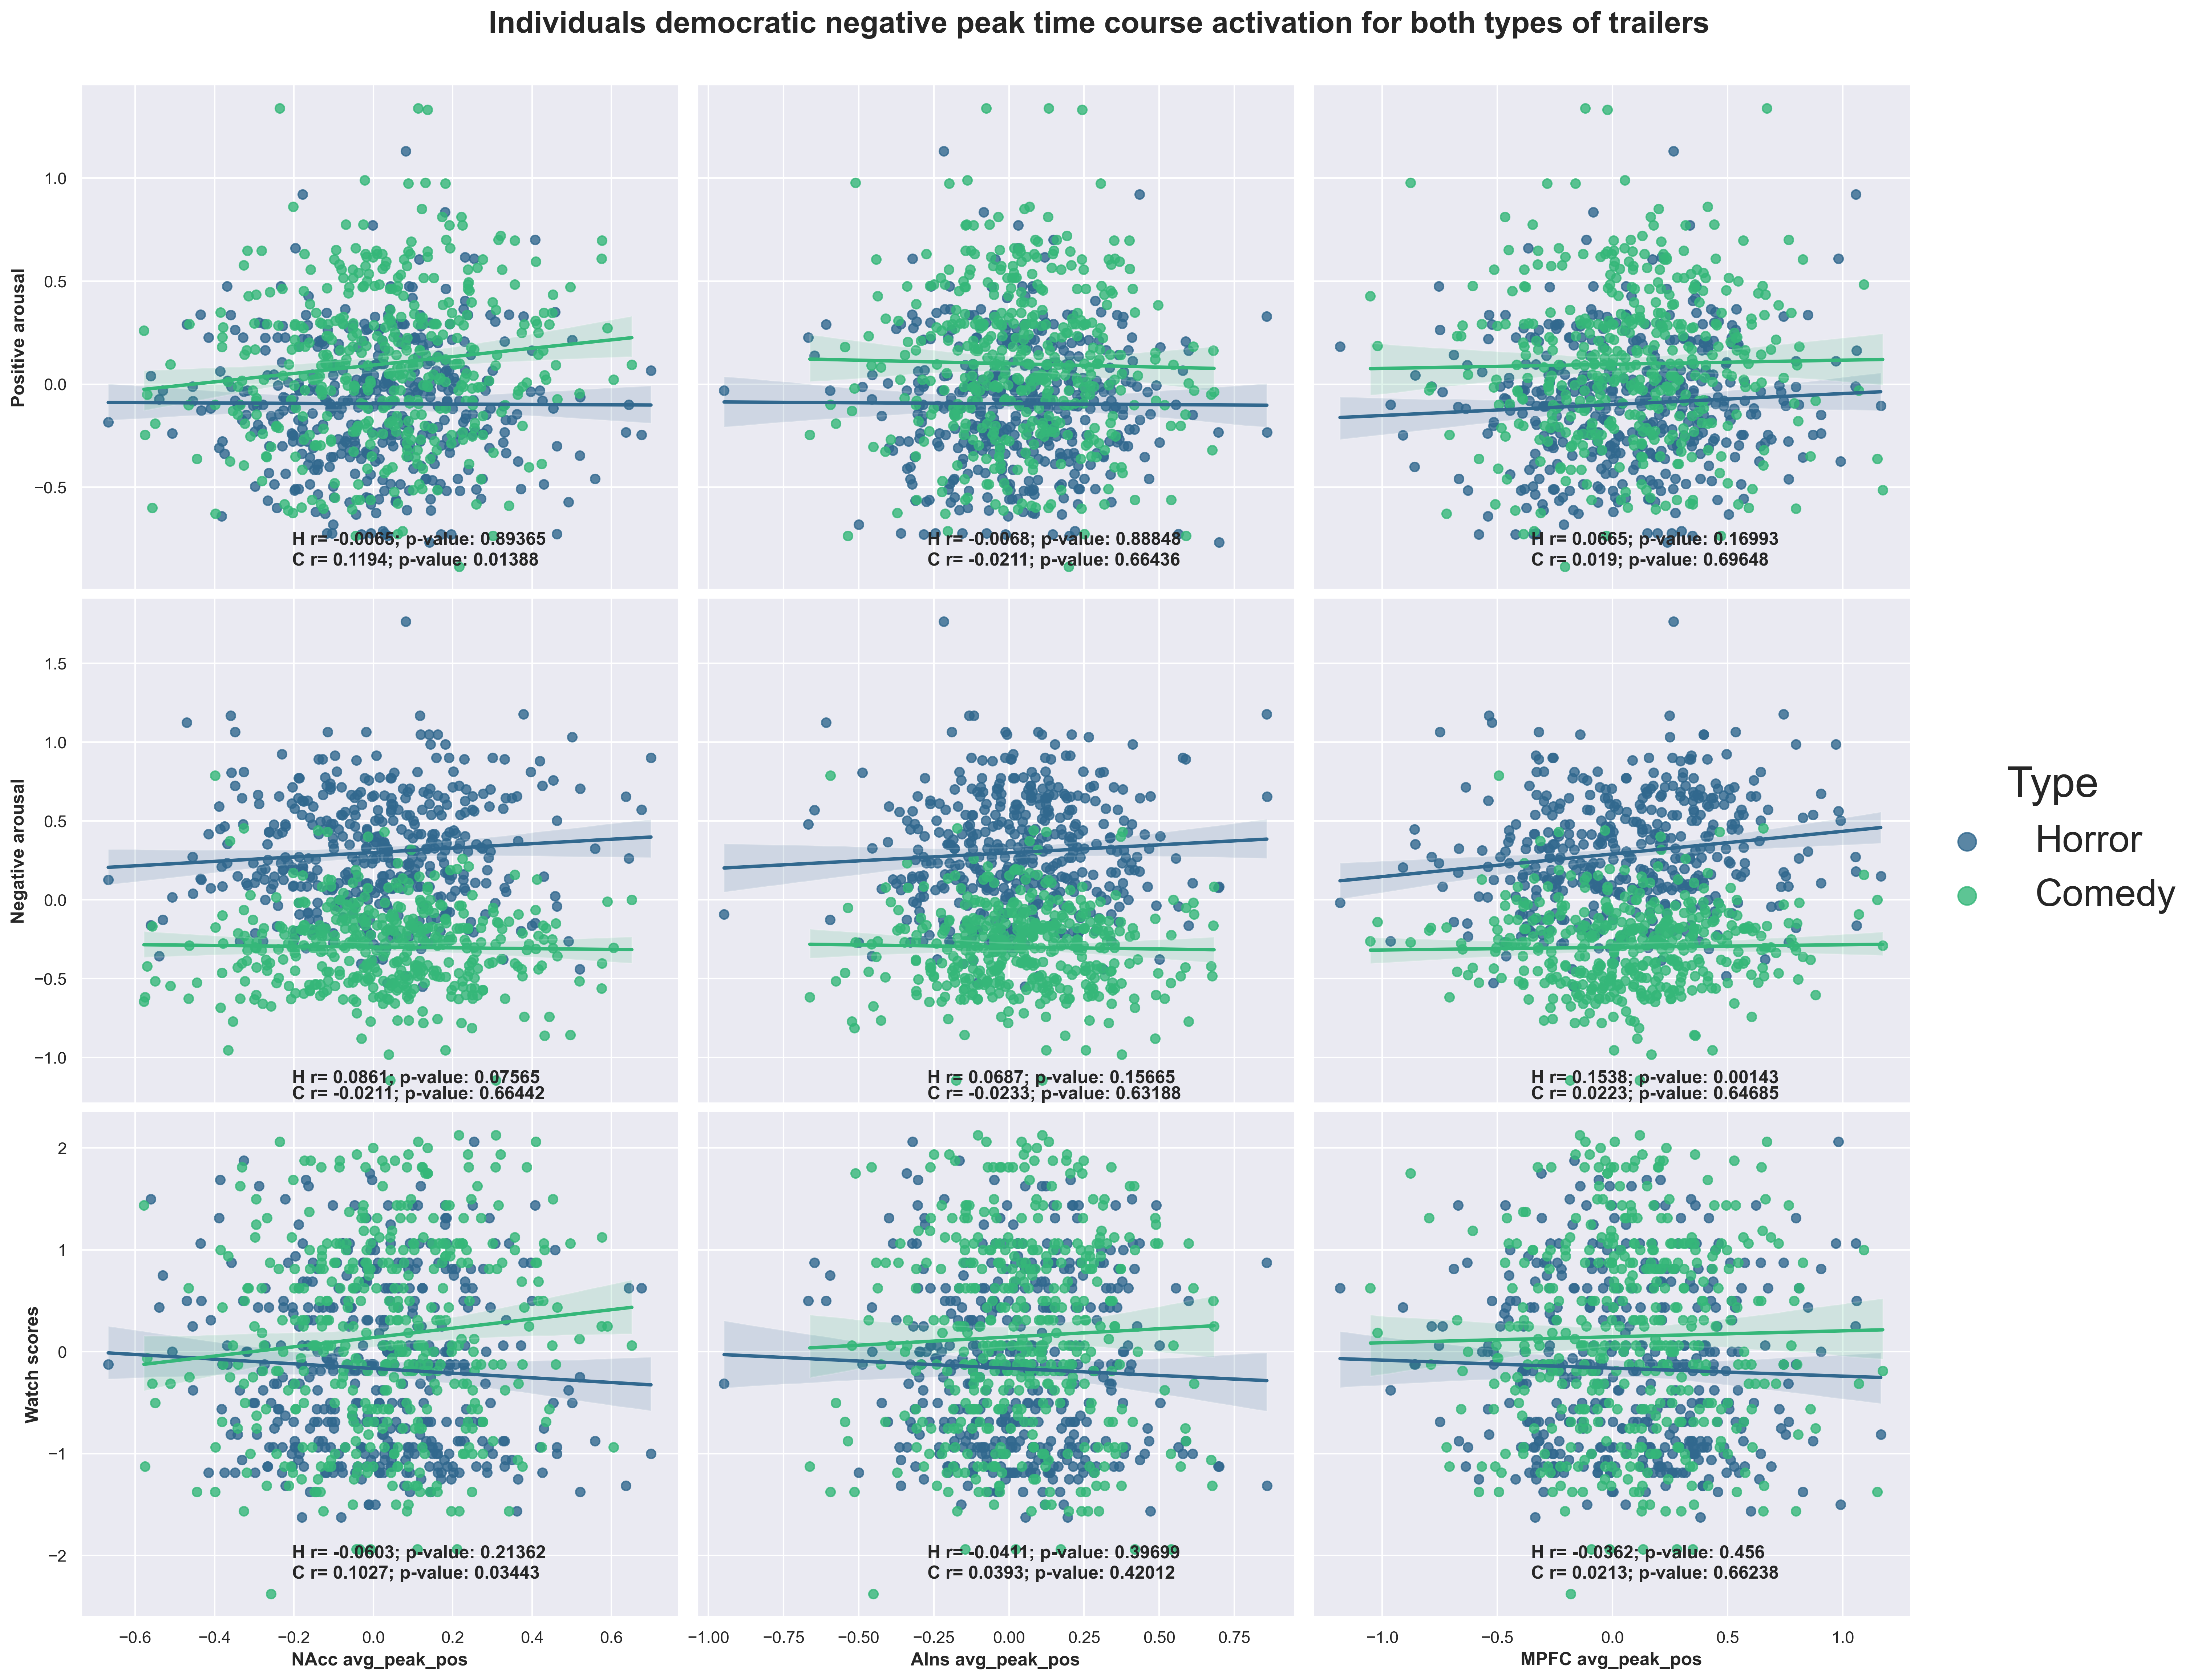 Individuals democratic negative peak time course activation for both types of trailers
Positive arousal
1.0
0.5
0.0
−0.5
H r= -0.0065; p-value: 0.89365
C r= 0.1194; p-value: 0.01388
H r= -0.0068; p-value: 0.88848
C r= -0.0211; p-value: 0.66436
H r= 0.0665; p-value: 0.16993
C r= 0.019; p-value: 0.69648
Negative arousal
1.5
1.0
0.5
0.0
−0.5
−1.0
H r= 0.0861; p-value: 0.07565
C r= -0.0211; p-value: 0.66442
H r= 0.0687; p-value: 0.15665
C r= -0.0233; p-value: 0.63188
H r= 0.1538; p-value: 0.00143
C r= 0.0223; p-value: 0.64685
Type
Horror
Comedy
Watch scores
2
1
0
−1
−2
H r= -0.0603; p-value: 0.21362
C r= 0.1027; p-value: 0.03443
H r= -0.0411; p-value: 0.39699
C r= 0.0393; p-value: 0.42012
H r= -0.0362; p-value: 0.456
C r= 0.0213; p-value: 0.66238
−0.6 −0.4 −0.2 0.0 0.2 0.4 0.6
NAcc avg_peak_pos
−1.00 −0.75 −0.50 −0.25 0.00 0.25 0.50 0.75
AIns avg_peak_pos
−1.0 −0.5 0.0 0.5 1.0
MPFC avg_peak_pos